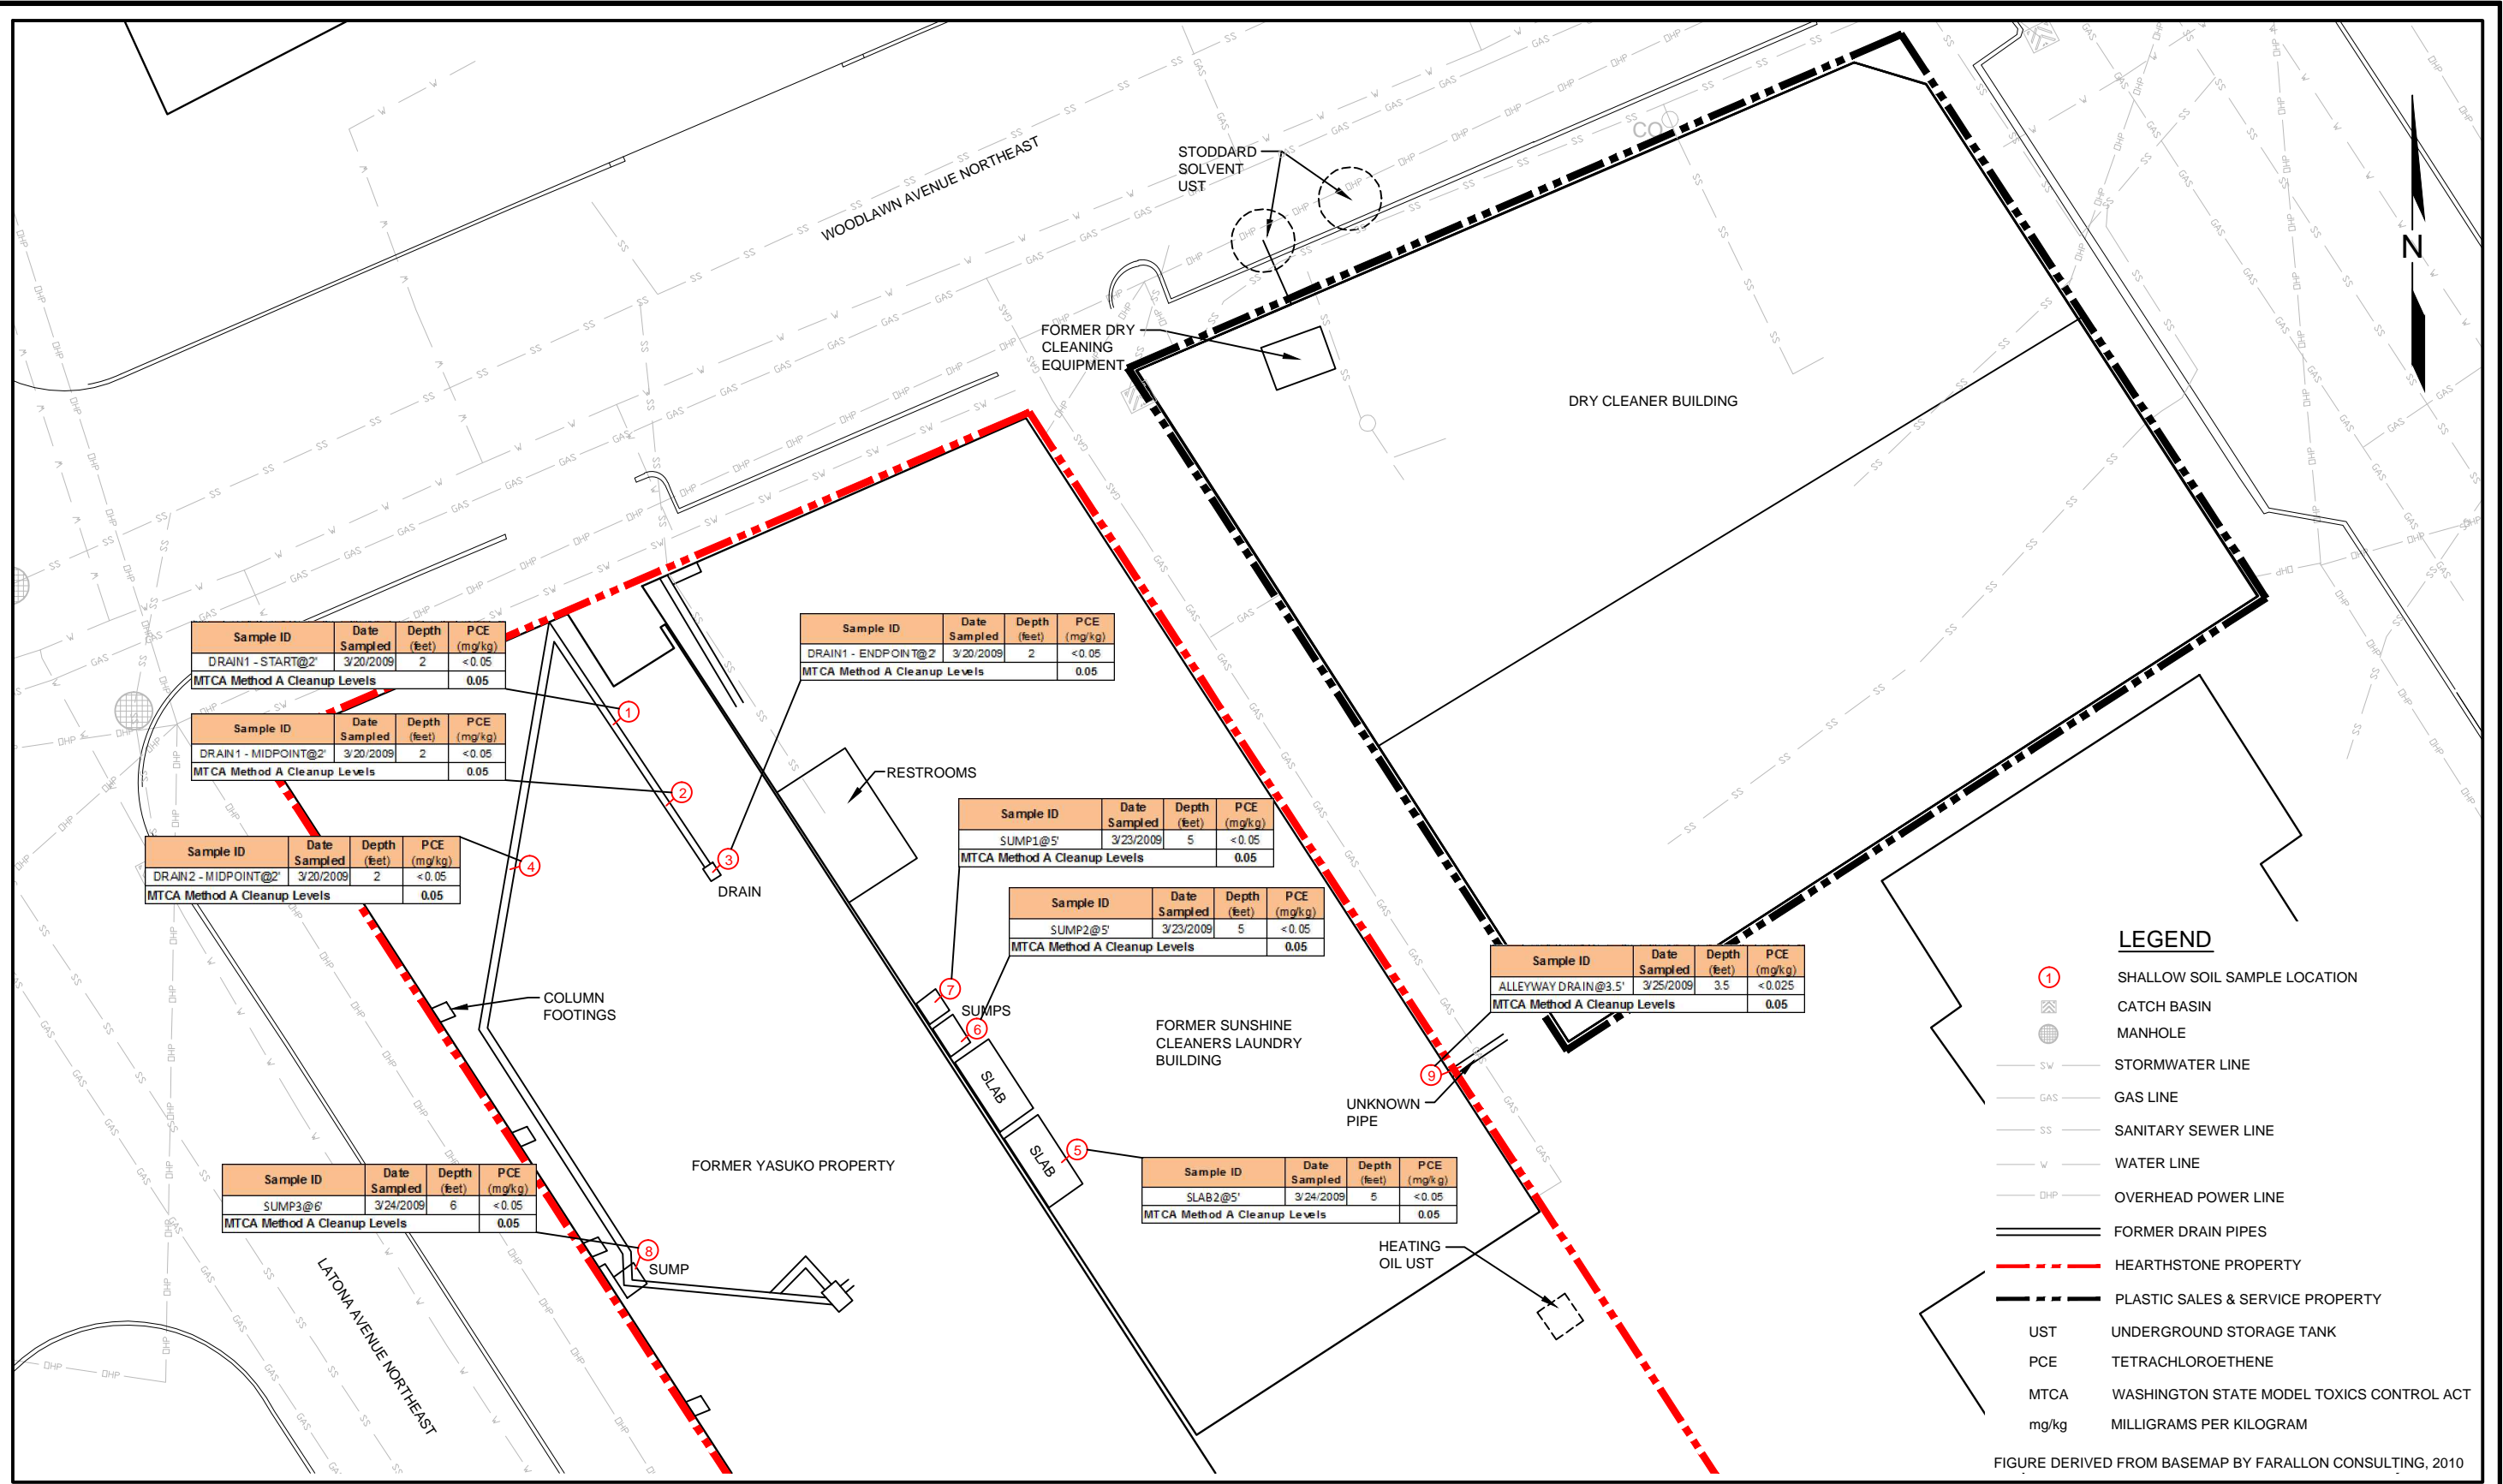 WOODLAWN AVENUE NORTHEAST
STODDARD
SOLVENT
UST
CO
N
FORMER DRY
CLEANING
EQUIPMENT
DRY CLEANER BUILDING
Sample ID Date Sampled Depth (feet) PCE (mg/kg)
DRAIN1 - START@2' 3/20/2009 2 <0.05
MTCA Method A Cleanup Levels 0.05
Sample ID Date Sampled Depth (feet) PCE (mg/kg)
DRAIN1 - ENDPOINT@2' 3/20/2009 2 <0.05
MTCA Method A Cleanup Levels 0.05
Sample ID Date Sampled Depth (feet) PCE (mg/kg)
DRAIN1 - MIDPOINT@2' 3/20/2009 2 <0.05
MTCA Method A Cleanup Levels 0.05
1
2
3
4
DRAIN
RESTROOMS
Sample ID Date Sampled Depth (feet) PCE (mg/kg)
DRAIN2 - MIDPOINT@2' 3/20/2009 2 <0.05
MTCA Method A Cleanup Levels 0.05
Sample ID Date Sampled Depth (feet) PCE (mg/kg)
SUMP1@5' 3/23/2009 5 <0.05
MTCA Method A Cleanup Levels 0.05
Sample ID Date Sampled Depth (feet) PCE (mg/kg)
SUMP2@5' 3/23/2009 5 <0.05
MTCA Method A Cleanup Levels 0.05
Sample ID Date Sampled Depth (feet) PCE (mg/kg)
ALLEYWAY DRAIN@3.5' 3/25/2009 3.5 <0.025
MTCA Method A Cleanup Levels 0.05
COLUMN
FOOTINGS
7
SUMPS
6
SLAB
SLAB
5
FORMER SUNSHINE
CLEANERS LAUNDRY
BUILDING
9
UNKNOWN
PIPE
FORMER YASUKO PROPERTY
Sample ID Date Sampled Depth (feet) PCE (mg/kg)
SUMP3@6' 3/24/2009 6 <0.05
MTCA Method A Cleanup Levels 0.05
Sample ID Date Sampled Depth (feet) PCE (mg/kg)
SLAB2@5' 3/24/2009 5 <0.05
MTCA Method A Cleanup Levels 0.05
8
SUMP
HEATING
OIL UST
LATONA AVENUE NORTHEAST
LEGEND
1 SHALLOW SOIL SAMPLE LOCATION
CATCH BASIN
MANHOLE
SW STORMWATER LINE
GAS GAS LINE
SS SANITARY SEWER LINE
W WATER LINE
OHP OVERHEAD POWER LINE
FORMER DRAIN PIPES
HEARTHSTONE PROPERTY
PLASTIC SALES & SERVICE PROPERTY
UST UNDERGROUND STORAGE TANK
PCE TETRACHLOROETHENE
MTCA WASHINGTON STATE MODEL TOXICS CONTROL ACT
mg/kg MILLIGRAMS PER KILOGRAM
FIGURE DERIVED FROM BASEMAP BY FARALLON CONSULTING, 2010